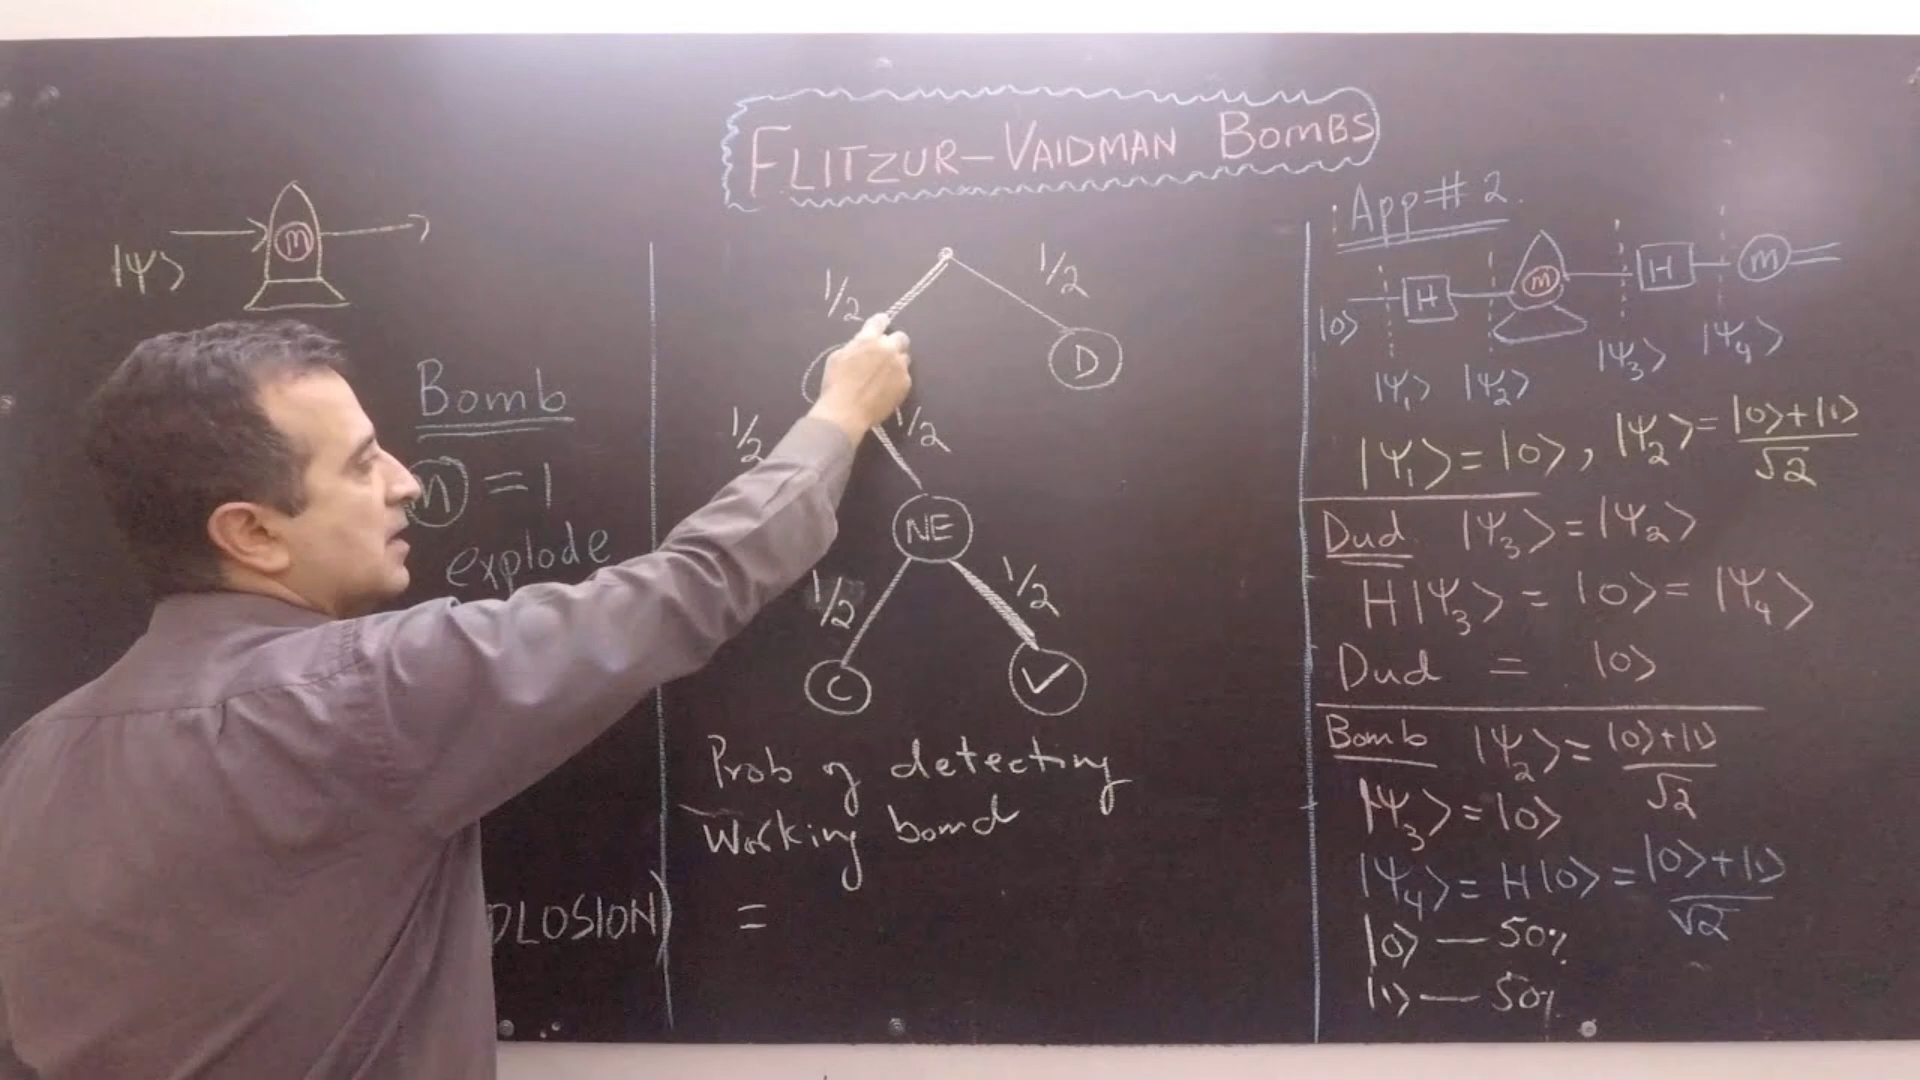 FLITZUR-VAIDMAN BOMBS
|Ψ⟩
m
Bomb
m = 1
explode
PLOSION)
1/2
1/2
D
1/2
1/2
NE
1/2
1/2
C
✓
Prob of detecting
Working bomd
=
App# 2.
|0⟩
H
m
H
m
|Ψ₁⟩
|Ψ₂⟩
|Ψ₃⟩
|Ψ₄⟩
|Ψ₁⟩ = |0⟩, |Ψ₂⟩ = |0⟩+|1⟩ / √2
Dud |Ψ₃⟩ = |Ψ₂⟩
H|Ψ₃⟩ = |0⟩ = |Ψ₄⟩
Dud = |0⟩
Bomb |Ψ₂⟩ = |0⟩+|1⟩ / √2
|Ψ₃⟩ = |0⟩
|Ψ₄⟩ = H|0⟩ = |0⟩+|1⟩ / √2
|0⟩ — 50%
|1⟩ — 50%